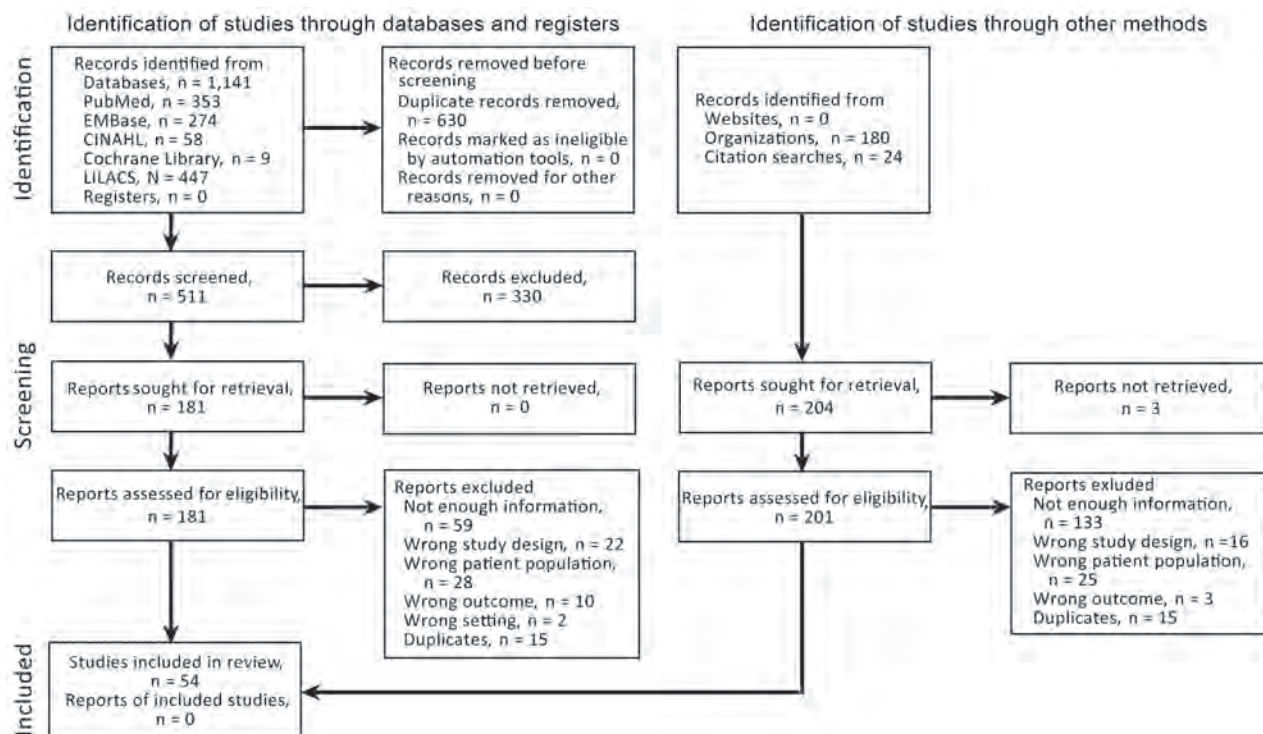 Identification of studies through databases and registers
Identification of studies through other methods
Identification
Records identified from
Databases, n = 1,141
PubMed, n = 353
EMBase, n = 274
CINAHL, n = 58
Cochrane Library, n = 9
LILACS, N = 447
Registers, n = 0
Records removed before
screening
Duplicate records removed,
n = 630
Records marked as ineligible
by automation tools, n = 0
Records removed for other
reasons, n = 0
Records identified from
Websites, n = 0
Organizations, n = 180
Citation searches, n = 24
Screening
Records screened,
n = 511
Records excluded,
n = 330
Reports sought for retrieval,
n = 181
Reports not retrieved,
n = 0
Reports sought for retrieval,
n = 204
Reports not retrieved,
n = 3
Reports assessed for eligibility,
n = 181
Reports excluded
Not enough information,
n = 59
Wrong study design, n = 22
Wrong patient population,
n = 28
Wrong outcome, n = 10
Wrong setting, n = 2
Duplicates, n = 15
Reports assessed for eligibility,
n = 201
Reports exluded
Not enough information,
n = 133
Wrong study design, n =16
Wrong patient population,
n = 25
Wrong outcome, n = 3
Duplicates, n = 15
Included
Studies included in review,
n = 54
Reports of included studies,
n = 0